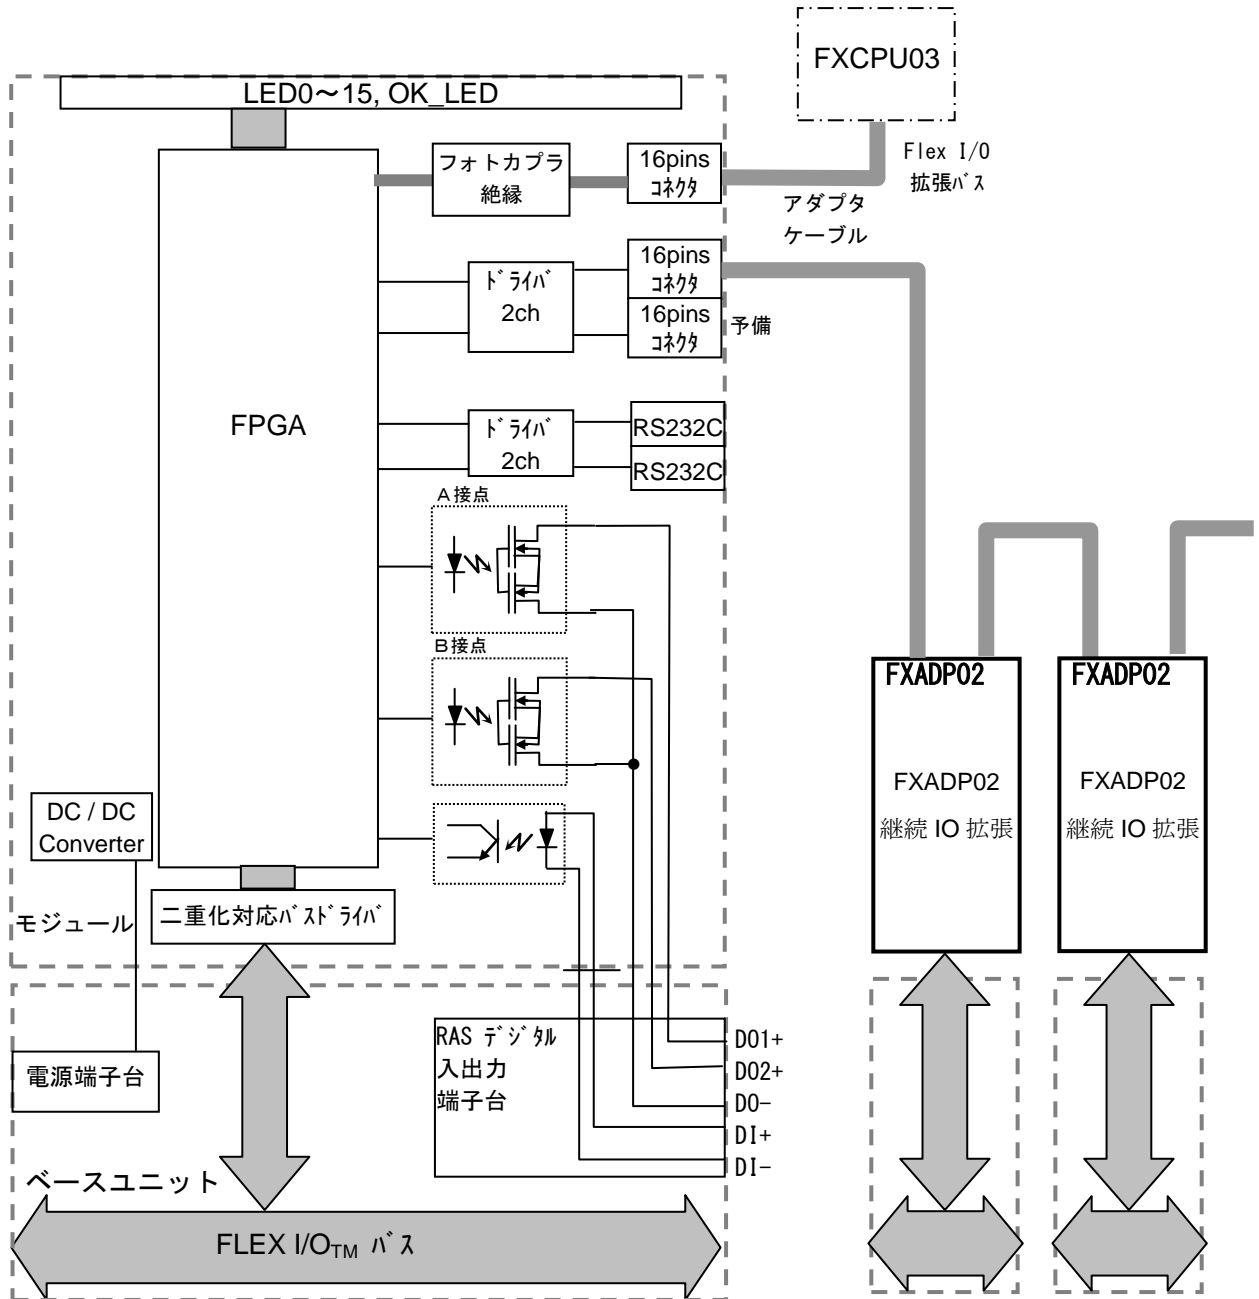 FXCPU03
LED0～15, OK_LED
Flex I/O
拡張ﾊﾞｽ
フォトカプラ
絶縁
16pins
ｺﾈｸﾀ
アダプタ
ケーブル
ﾄﾞﾗｲﾊﾞ
2ch
16pins
ｺﾈｸﾀ
16pins
ｺﾈｸﾀ
予備
FPGA
ﾄﾞﾗｲﾊﾞ
2ch
RS232C
RS232C
A接点
B接点
FXADP02
FXADP02
継続 IO 拡張
FXADP02
FXADP02
継続 IO 拡張
DC / DC
Converter
モジュール
二重化対応ﾊﾞｽﾄﾞﾗｲﾊﾞ
電源端子台
RAS ﾃﾞｼﾞﾀﾙ
入出力
端子台
DO1+
DO2+
DO-
DI+
DI-
ベースユニット
FLEX I/OTM ﾊﾞｽ